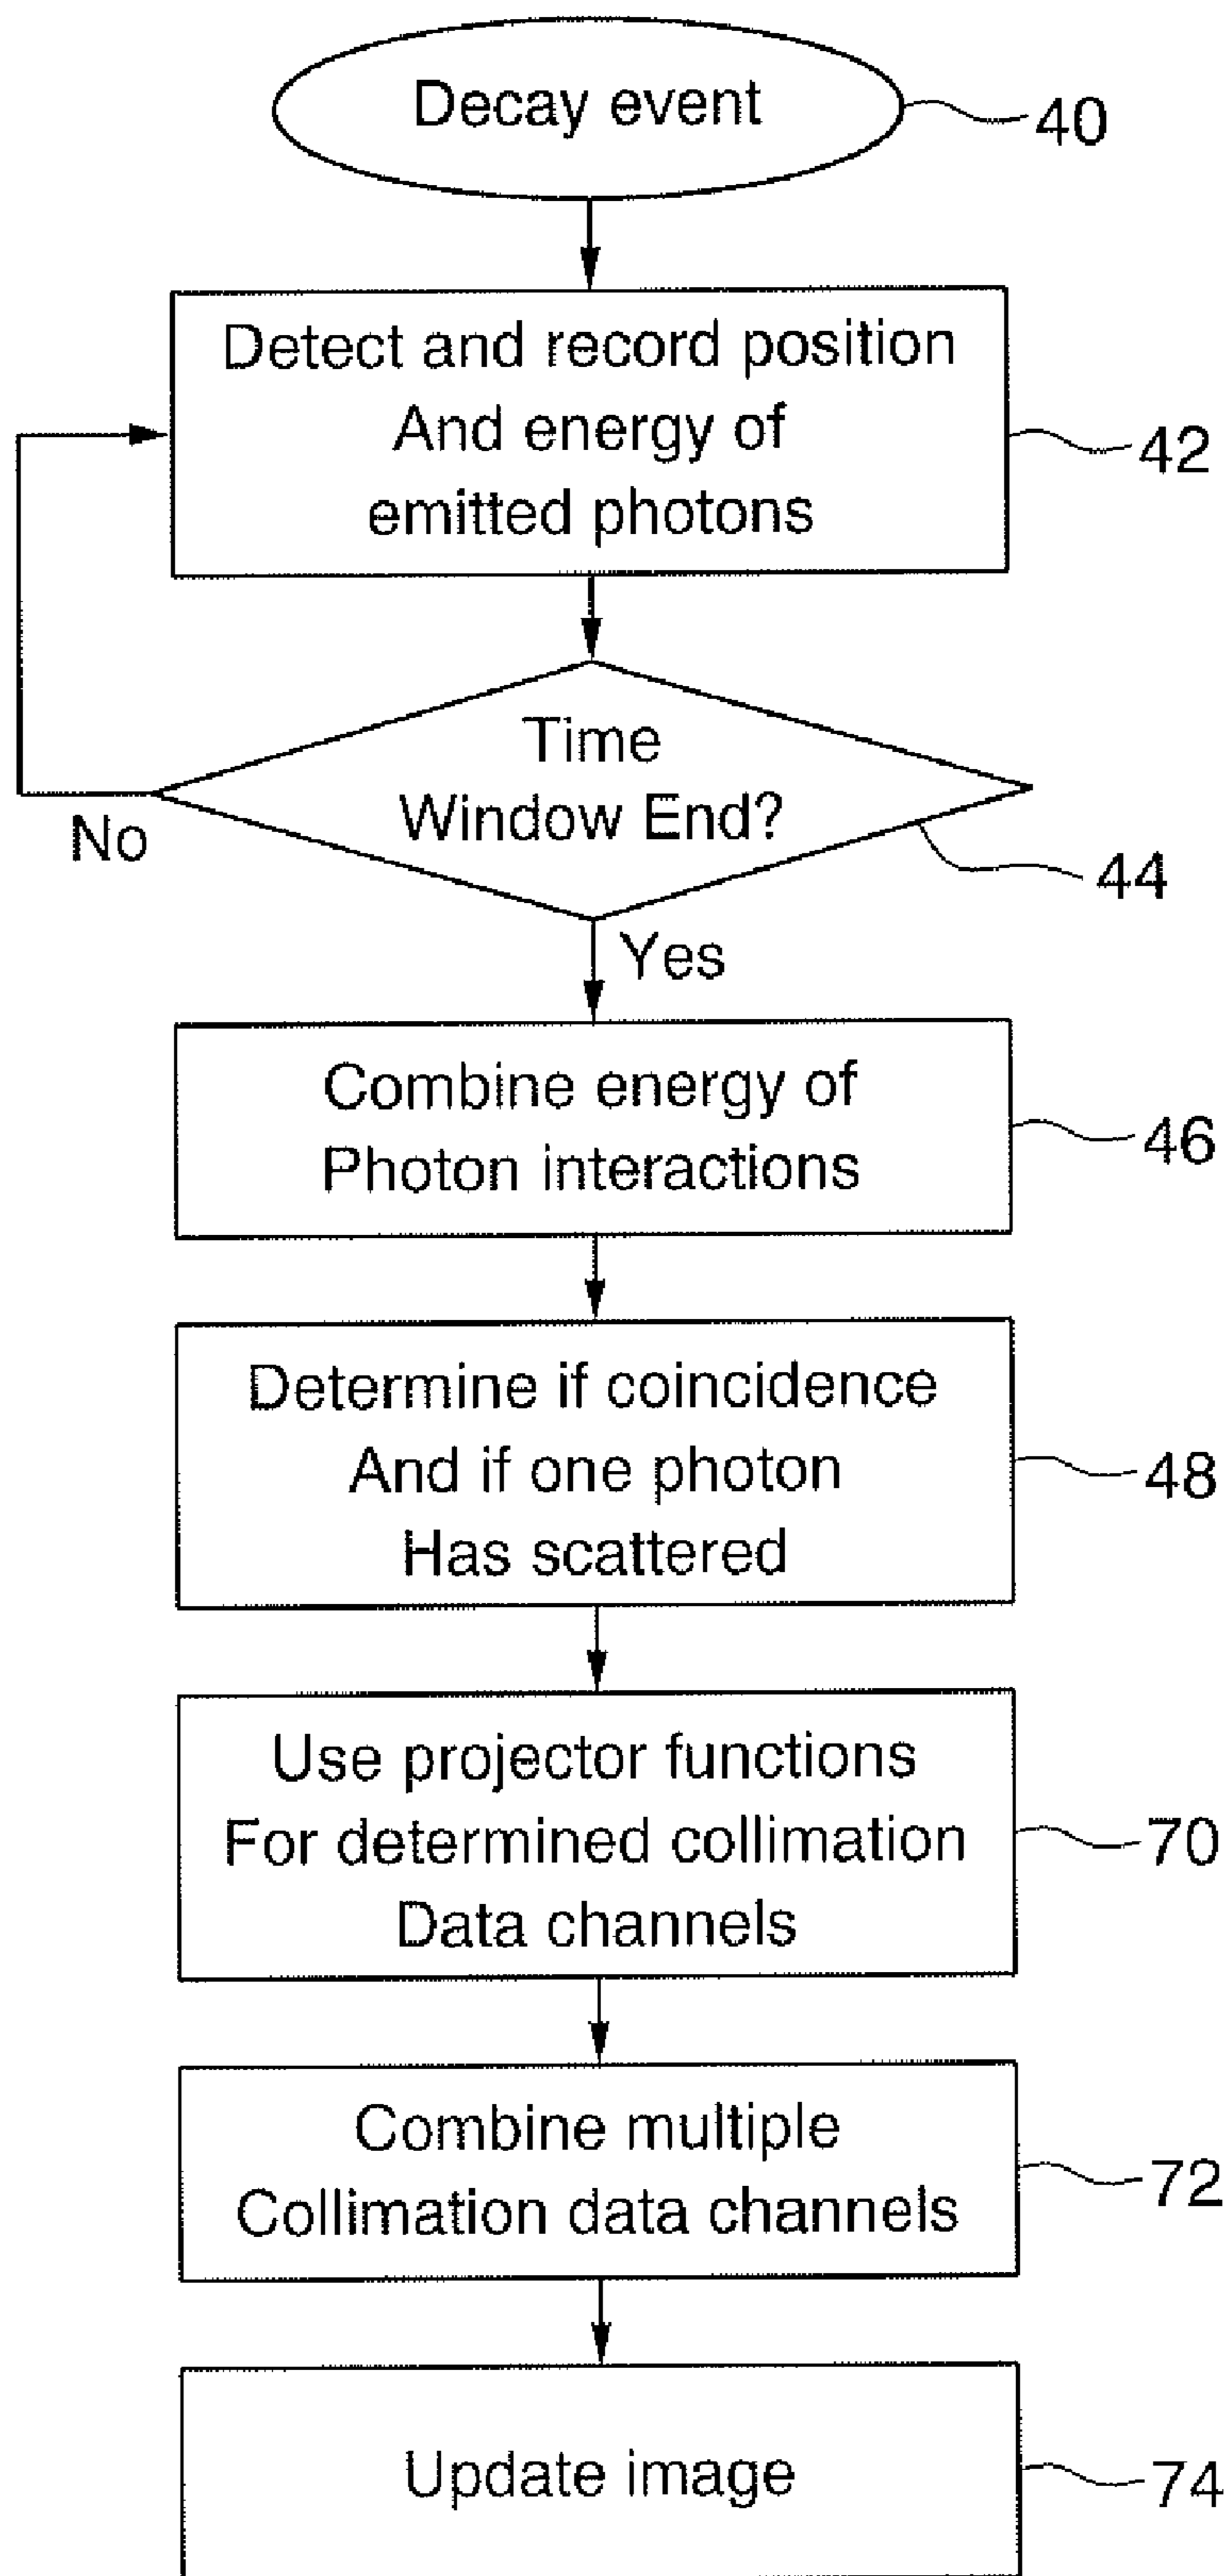 Decay event
40
Detect and record position
And energy of
emitted photons
42
Time
Window End?
No
44
Yes
Combine energy of
Photon interactions
46
Determine if coincidence
And if one photon
Has scattered
48
Use projector functions
For determined collimation
Data channels
70
Combine multiple
Collimation data channels
72
Update image
74